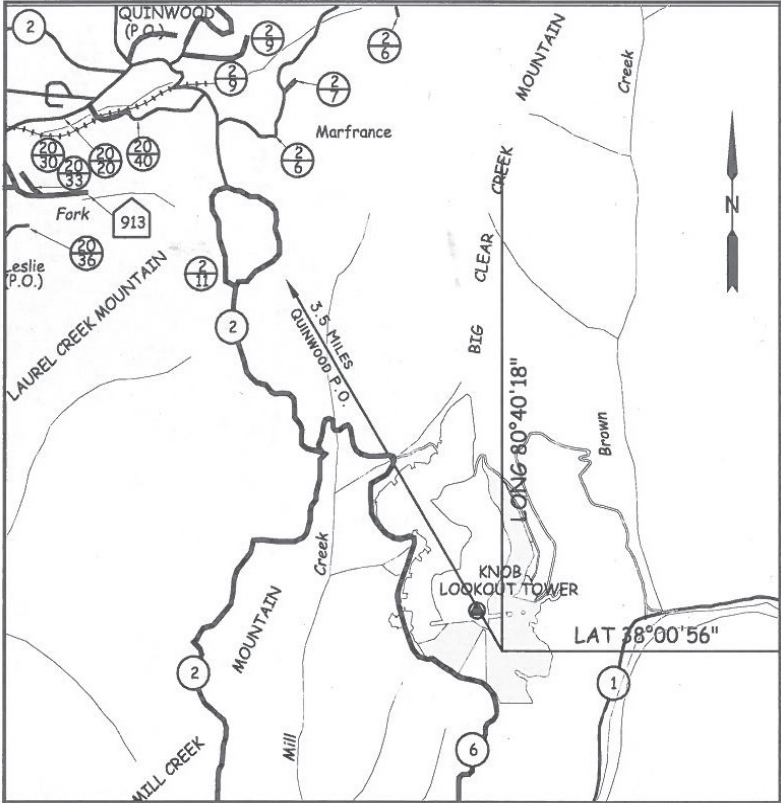 2
QUINWOOD
(P.O.)
2
9
2
6
2
9
2
7
Marfrance
2
6
20
30
20
33
20
20
20
40
Fork
913
20
36
Leslie
(P.O.)
LAUREL CREEK MOUNTAIN
2
11
2
3.5 MILES
QUINWOOD P.O.
BIG CLEAR CREEK MOUNTAIN
Creek
N
LONG 80°40'18"
Brown
KNOB
LOOKOUT TOWER
LAT 38°00'56"
Creek
Mill
MILL CREEK MOUNTAIN
2
6
1